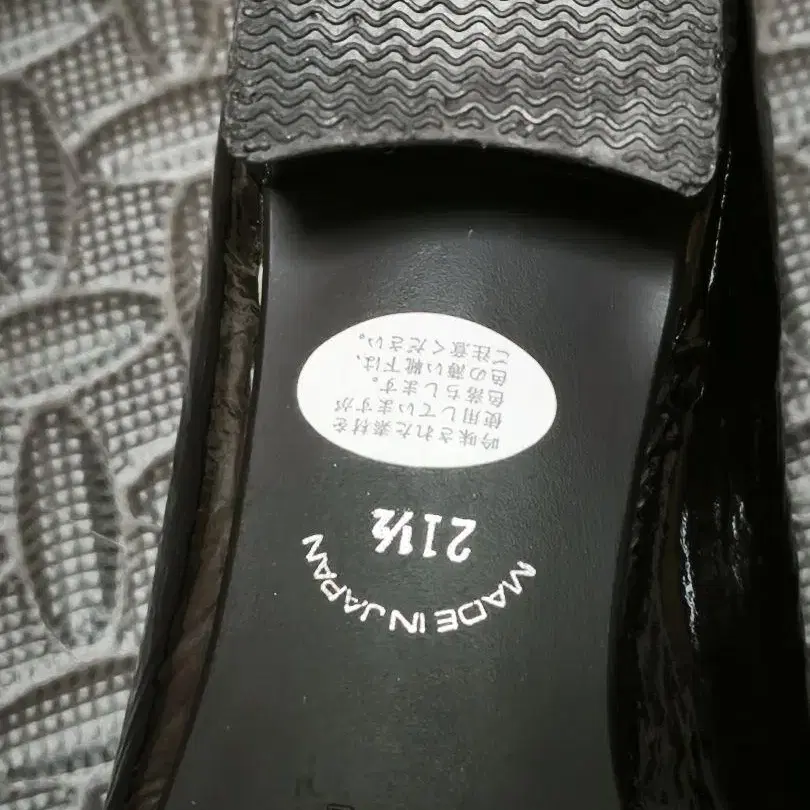 MADE IN JAPAN
21½
吟味された素材を
使用していますが
色落ちします。
色の薄い靴下は、
ご注意ください。